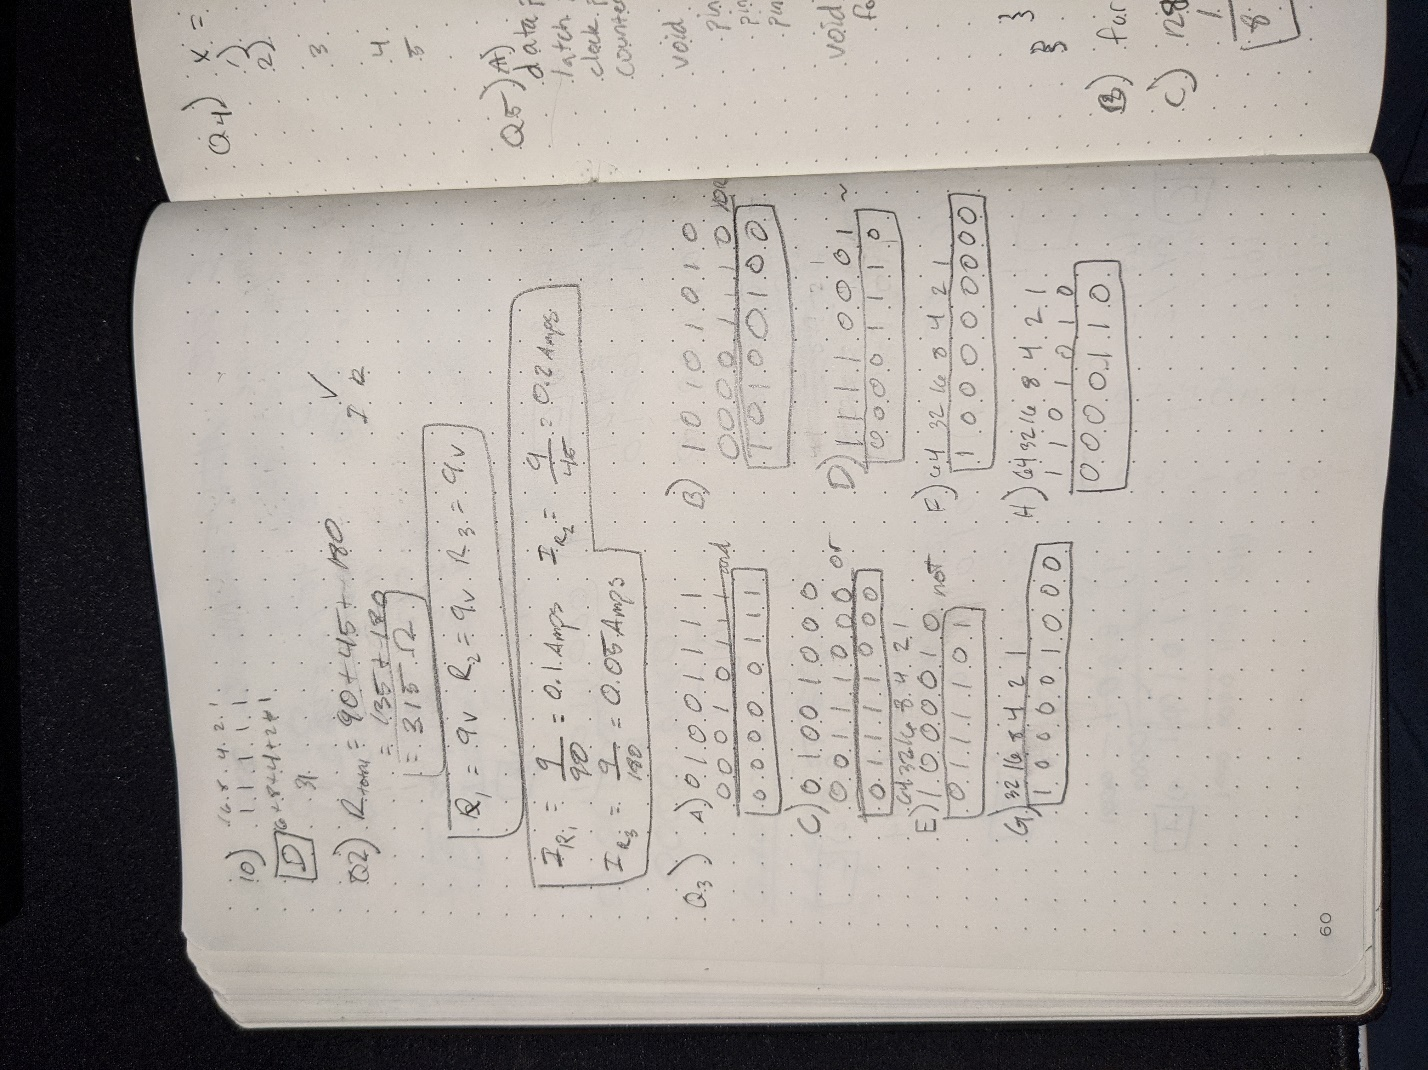 10) 16 8 4 2 1
1 1 1 1 1
D 16+8+4+2+1
31
Q2) Rtotal = 90+45+180
= 135+180
= 315 Ω
V
I R
R1 = 9v R2 = 9v R3 = 9v
IR1 = 9/90 = 0.1 Amps IR2 = 9/45 = 0.2 Amps
IR3 = 9/180 = 0.05 Amps
Q3) A) 0 1 0 0 1 1 1 1
0 0 0 1 0 1 1 1 and
0 0 0 0 0 1 1 1
B) 1 0 1 0 1 0 1 0
0 0 0 0 1 1 1 0 XOR
1 0 1 0 0 1 0 0
C) 0 1 0 0 1 0 0 0
0 0 1 1 1 0 0 0 or
0 1 1 1 1 0 0 0
D) 1 1 1 1 0 0 0 1 ~
0 0 0 0 1 1 1 0
64 32 16 8 4 2 1
E) 1 0 0 0 0 1 0 not
0 1 1 1 1 0 1
F) 64 32 16 8 4 2 1
1 0 0 0 0 0 0 0 0
G) 32 16 8 4 2 1
1 0 0 0 0 1 0 0 0
H) 64 32 16 8 4 2 1
1 1 0 1 0 1 0
0 0 0 0 1 1 0
60
Q4) x =
1)
2)
3
4
5
Q5) A)
data
latch
clock
counter
void
pin
pin
pin
void
fo
}
}
B) for
C) 128
1
8